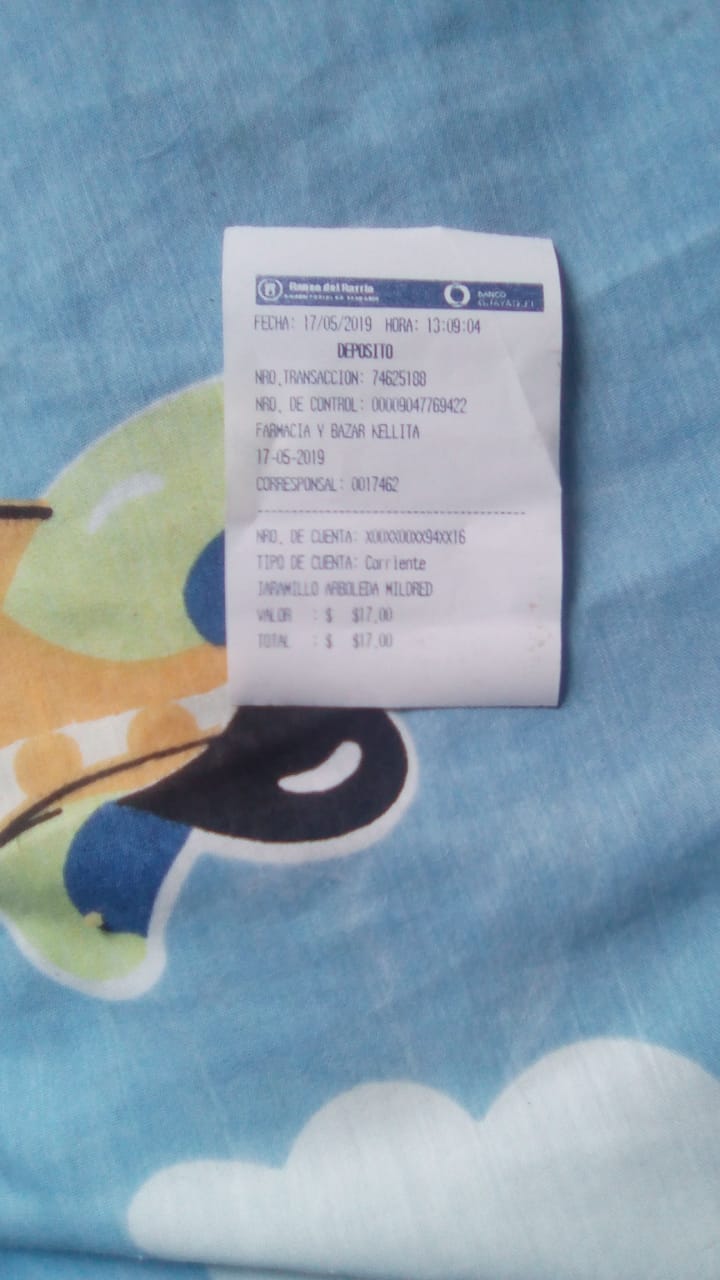 Banco del Barrio
BANCO
GUAYAQUIL
FECHA: 17/05/2019 HORA: 13:09:04
DEPOSITO
NRO.TRANSACCION: 74625188
NRO. DE CONTROL: 00009047769422
FARMACIA Y BAZAR KELLITA
17-05-2019
CORRESPONSAL: 0017462
NRO. DE CUENTA: X00XX00XX94XX16
TIPO DE CUENTA: Corriente
JARAMILLO ARBOLEDA MILDRED
VALOR : $ $17,00
TOTAL : $ $17,00